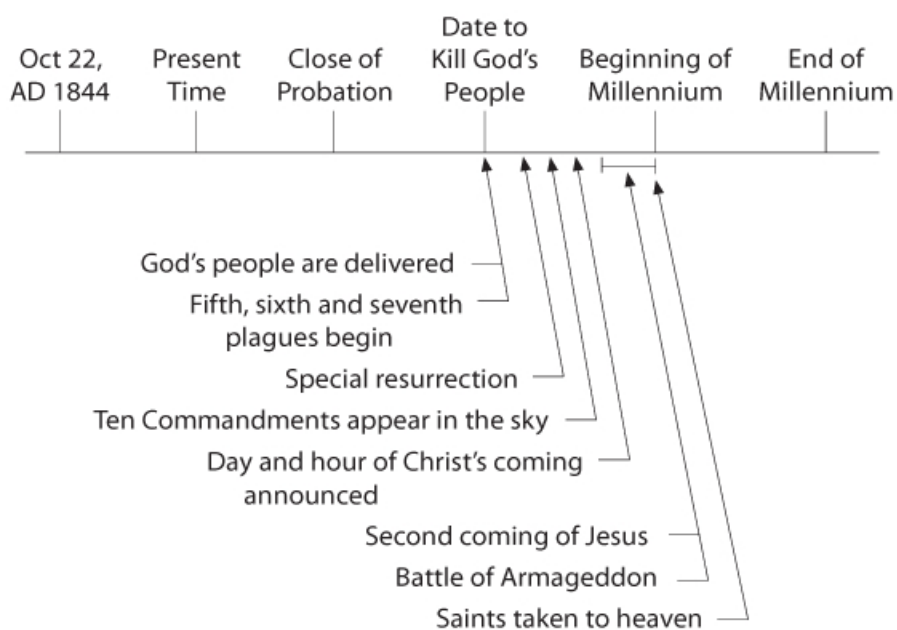 Oct 22,
AD 1844
Present
Time
Close of
Probation
Date to
Kill God’s
People
Beginning of
Millennium
End of
Millennium
God’s people are delivered
Fifth, sixth and seventh
plagues begin
Special resurrection
Ten Commandments appear in the sky
Day and hour of Christ’s coming
announced
Second coming of Jesus
Battle of Armageddon
Saints taken to heaven